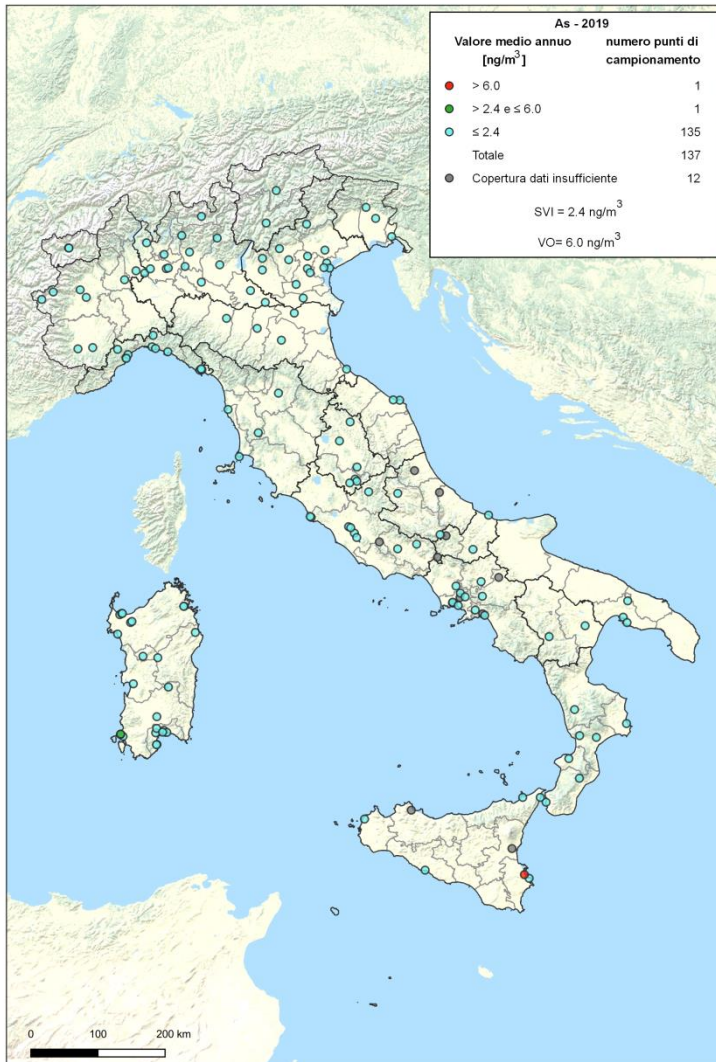 As - 2019
Valore medio annuo numero punti di
[ng/m³] campionamento
> 6.0 1
> 2.4 e ≤ 6.0 1
≤ 2.4 135
Totale 137
Copertura dati insufficiente 12
SVI = 2.4 ng/m³
VO= 6.0 ng/m³
0 100 200 km